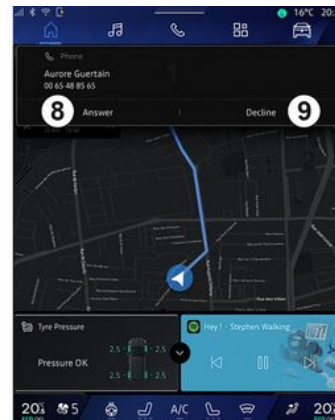 16°C 20:
Phone
Aurore Guertain
00 65 48 85 65
8 Answer Decline 9
Tyre Pressure
Hey! - Stephen Walking
2.5 2.5
Pressure OK
2.5 2.5
20 5 A/C 20